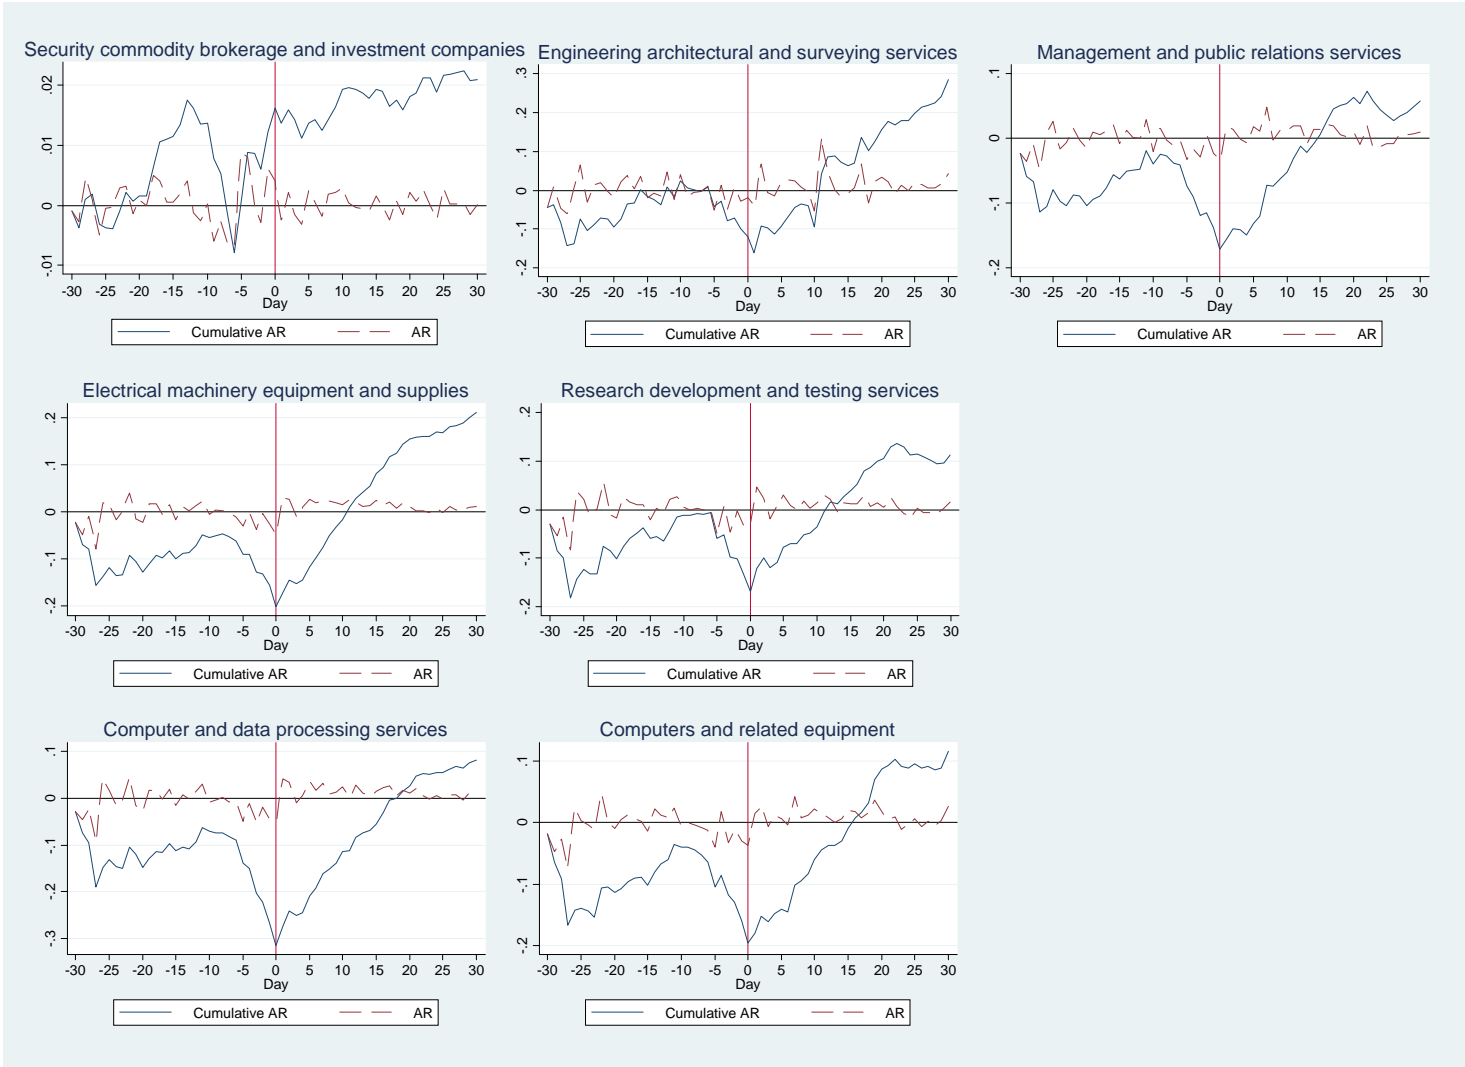 Security commodity brokerage and investment companies
.02
.01
0
-.01
-30 -25 -20 -15 -10 -5 0 5 10 15 20 25 30
Day
Cumulative AR AR
Engineering architectural and surveying services
.3
.2
.1
0
-.1
-.2
-30 -25 -20 -15 -10 -5 0 5 10 15 20 25 30
Day
Cumulative AR AR
Management and public relations services
.1
0
-.1
-.2
-30 -25 -20 -15 -10 -5 0 5 10 15 20 25 30
Day
Cumulative AR AR
Electrical machinery equipment and supplies
.2
.1
0
-.1
-.2
-30 -25 -20 -15 -10 -5 0 5 10 15 20 25 30
Day
Cumulative AR AR
Research development and testing services
.2
.1
0
-.1
-.2
-30 -25 -20 -15 -10 -5 0 5 10 15 20 25 30
Day
Cumulative AR AR
Computer and data processing services
.1
0
-.1
-.2
-.3
-30 -25 -20 -15 -10 -5 0 5 10 15 20 25 30
Day
Cumulative AR AR
Computers and related equipment
.1
0
-.1
-.2
-30 -25 -20 -15 -10 -5 0 5 10 15 20 25 30
Day
Cumulative AR AR